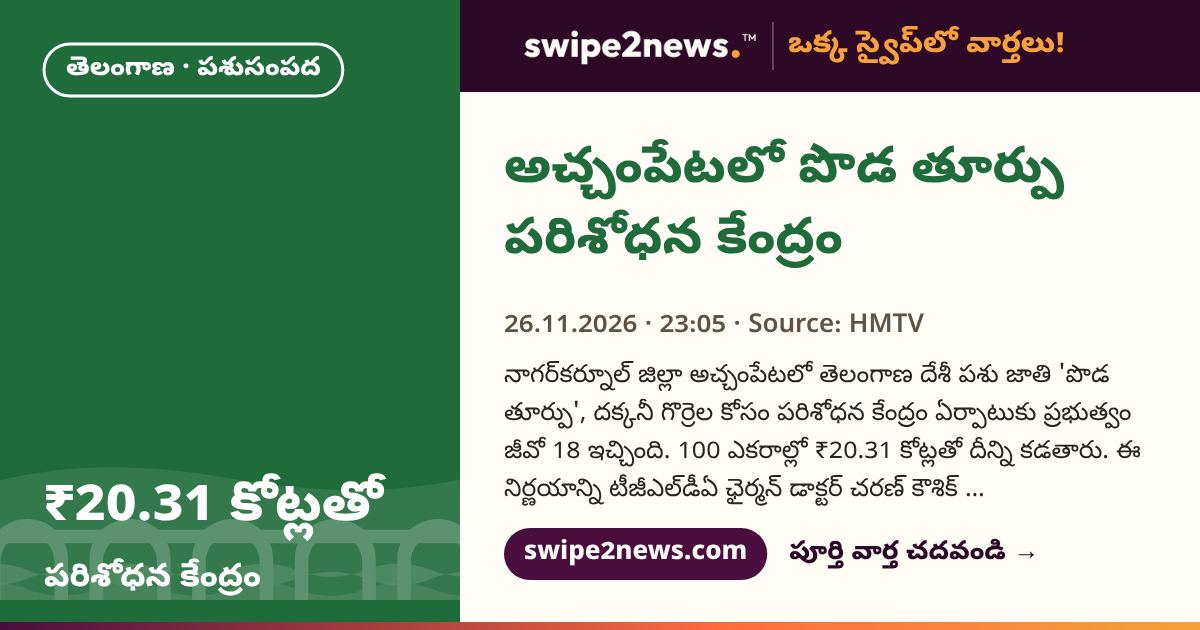 తెలంగాణ · పశుసంపద
₹20.31 కోట్లతో
పరిశోధన కేంద్రం
swipe2news.™ | ఒక్క స్వైప్‌లో వార్తలు!
అచ్చంపేటలో పొడ తూర్పు
పరిశోధన కేంద్రం
26.11.2026 · 23:05 · Source: HMTV
నాగర్‌కర్నూల్ జిల్లా అచ్చంపేటలో తెలంగాణ దేశీ పశు జాతి 'పొడ
తూర్పు', దక్కనీ గొర్రెల కోసం పరిశోధన కేంద్రం ఏర్పాటుకు ప్రభుత్వం
జీవో 18 ఇచ్చింది. 100 ఎకరాల్లో ₹20.31 కోట్లతో దీన్ని కడతారు. ఈ
నిర్ణయాన్ని టీజీఎల్‌డీఏ ఛైర్మన్ డాక్టర్ చరణ్ కౌశిక్ ...
swipe2news.com పూర్తి వార్త చదవండి →